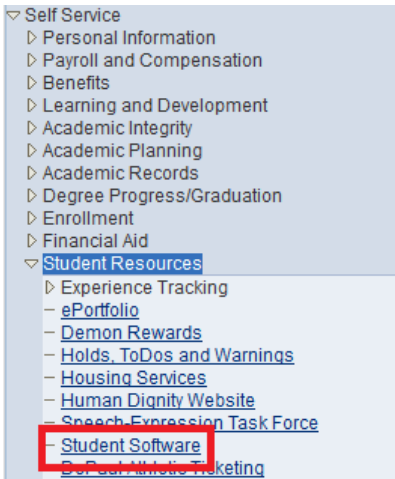 Self Service
Personal Information
Payroll and Compensation
Benefits
Learning and Development
Academic Integrity
Academic Planning
Academic Records
Degree Progress/Graduation
Enrollment
Financial Aid
Student Resources
Experience Tracking
ePortfolio
Demon Rewards
Holds, ToDos and Warnings
Housing Services
Human Dignity Website
Speech-Expression Task Force
Student Software
DePaul Athletic Ticketing